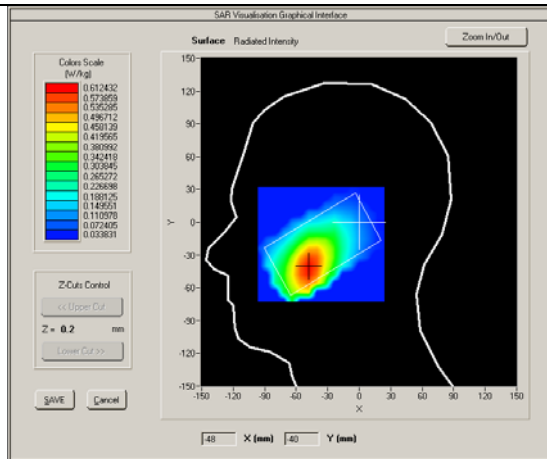 SAR Visualisation Graphical Interface
Surface Radiated Intensity
Zoom In/Out
Colors Scale
(W/kg)
0.612432
0.573859
0.535285
0.496712
0.458139
0.419565
0.380992
0.342418
0.303845
0.265272
0.226698
0.188125
0.149551
0.110978
0.072405
0.033831
Z-Cuts Control
<< Upper Cut
Z = 0.2 mm
Lower Cut >>
SAVE
Cancel
150-
120-
90-
60-
30-
0-
-30-
-60-
-90-
-120-
-150-
Y
-150 -120 -90 -60 -30 0 30 60 90 120 150
X
-48 X (mm) -40 Y (mm)